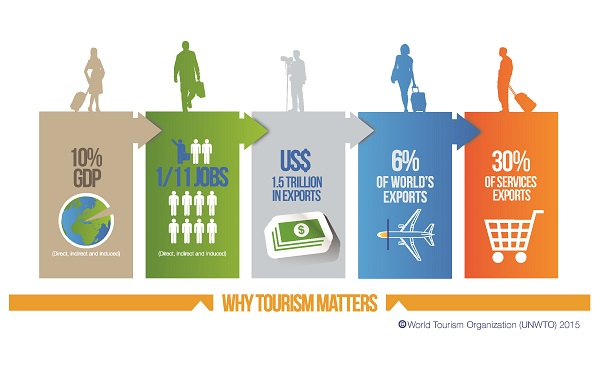 10%
GDP
(Direct, indirect and induced)
1/11 JOBS
(Direct, indirect and induced)
US$
1.5 TRILLION
IN EXPORTS
$
6%
OF WORLD'S
EXPORTS
30%
OF SERVICES
EXPORTS
WHY TOURISM MATTERS
©World Tourism Organization (UNWTO) 2015